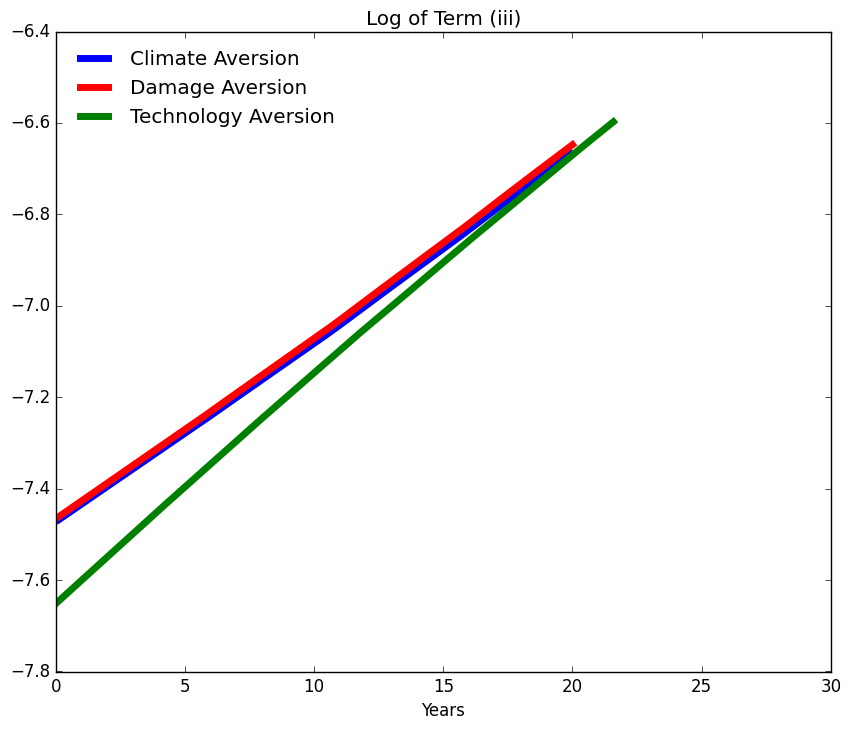 Log of Term (iii)
−6.4
−6.6
−6.8
−7.0
−7.2
−7.4
−7.6
−7.8
Climate Aversion
Damage Aversion
Technology Aversion
0 5 10 15 20 25 30
Years